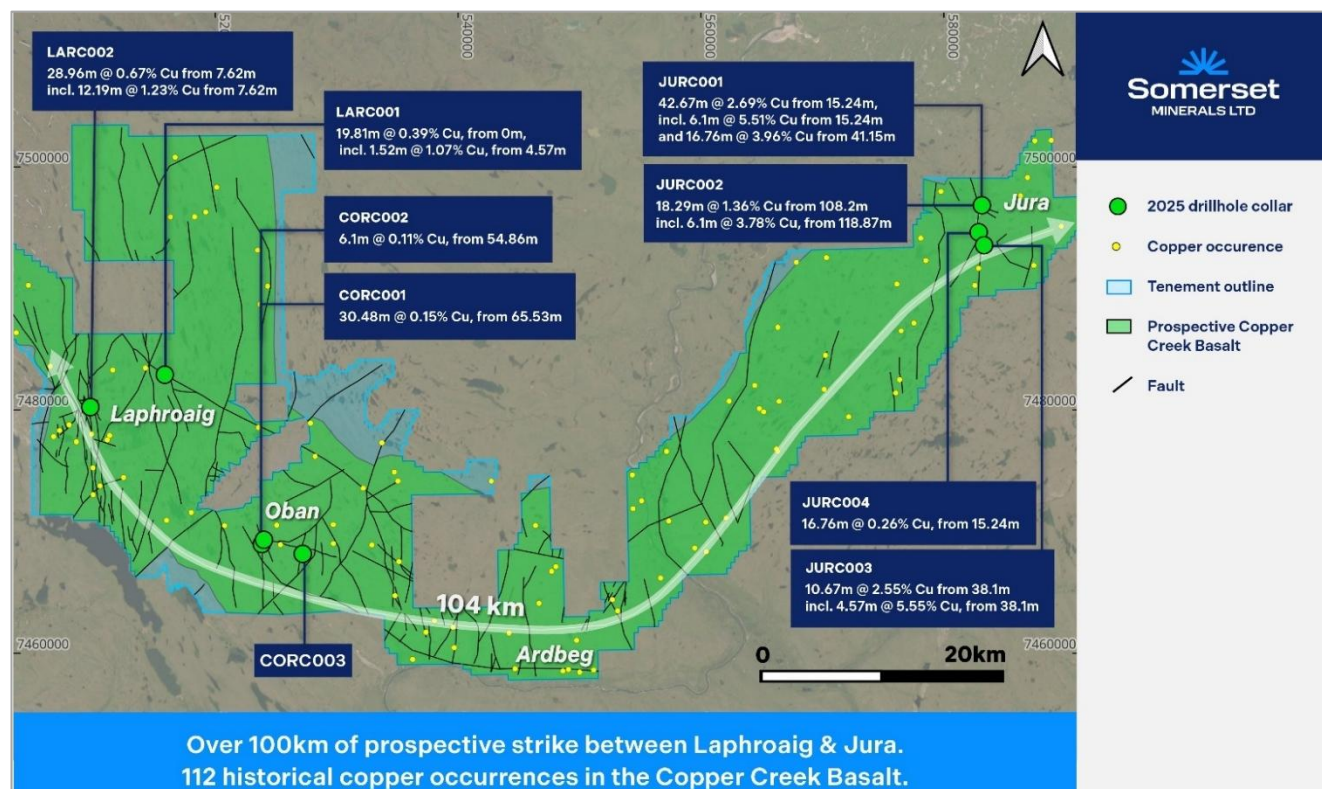 520000
540000
560000
580000
LARC002
28.96m @ 0.67% Cu from 7.62m
incl. 12.19m @ 1.23% Cu from 7.62m
LARC001
19.81m @ 0.39% Cu, from 0m,
incl. 1.52m @ 1.07% Cu, from 4.57m
CORC002
6.1m @ 0.11% Cu, from 54.86m
CORC001
30.48m @ 0.15% Cu, from 65.53m
JURC001
42.67m @ 2.69% Cu from 15.24m,
incl. 6.1m @ 5.51% Cu from 15.24m
and 16.76m @ 3.96% Cu from 41.15m
JURC002
18.29m @ 1.36% Cu from 108.2m
incl. 6.1m @ 3.78% Cu, from 118.87m
7500000
7500000
Jura
7480000
7480000
Laphroaig
Oban
JURC004
16.76m @ 0.26% Cu, from 15.24m
JURC003
10.67m @ 2.55% Cu from 38.1m
incl. 4.57m @ 5.55% Cu, from 38.1m
104 km
7460000
7460000
CORC003
Ardbeg
0 20km
Over 100km of prospective strike between Laphroaig & Jura.
112 historical copper occurrences in the Copper Creek Basalt.
Somerset
MINERALS LTD
2025 drillhole collar
Copper occurence
Tenement outline
Prospective Copper
Creek Basalt
Fault